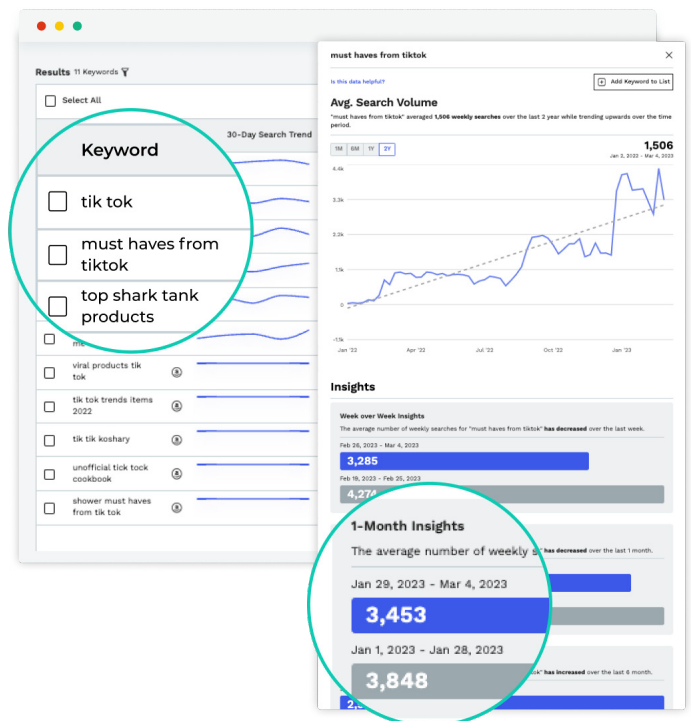 Results 11 Keywords
Select All
30-Day Search Trend
Keyword
tik tok
must haves from
tiktok
top shark tank
products
viral products tik
tok
tik tok trends items
2022
tik tik koshary
unofficial tick tock
cookbook
shower must haves
from tik tok
must haves from tiktok
Is this data helpful?
Add Keyword to List
Avg. Search Volume
"must haves from tiktok" averaged 1,506 weekly searches over the last 2 year while trending upwards over the time
period.
1M 6M 1Y 2Y
1,506
Jan 2, 2022 - Mar 4, 2023
4.4k
3.3k
2.2k
1.1k
0
-1.1k
Jan '22 Apr '22 Jul '22 Oct '22 Jan '23
Insights
Week over Week Insights
The average number of weekly searches for "must haves from tiktok" has decreased over the last week.
Feb 26, 2023 - Mar 4, 2023
3,285
Feb 19, 2023 - Feb 25, 2023
4,274
1-Month Insights
The average number of weekly s
has decreased over the last 1 month.
Jan 29, 2023 - Mar 4, 2023
3,453
Jan 1, 2023 - Jan 28, 2023
3,848
tok" has increased over the last 6 month.